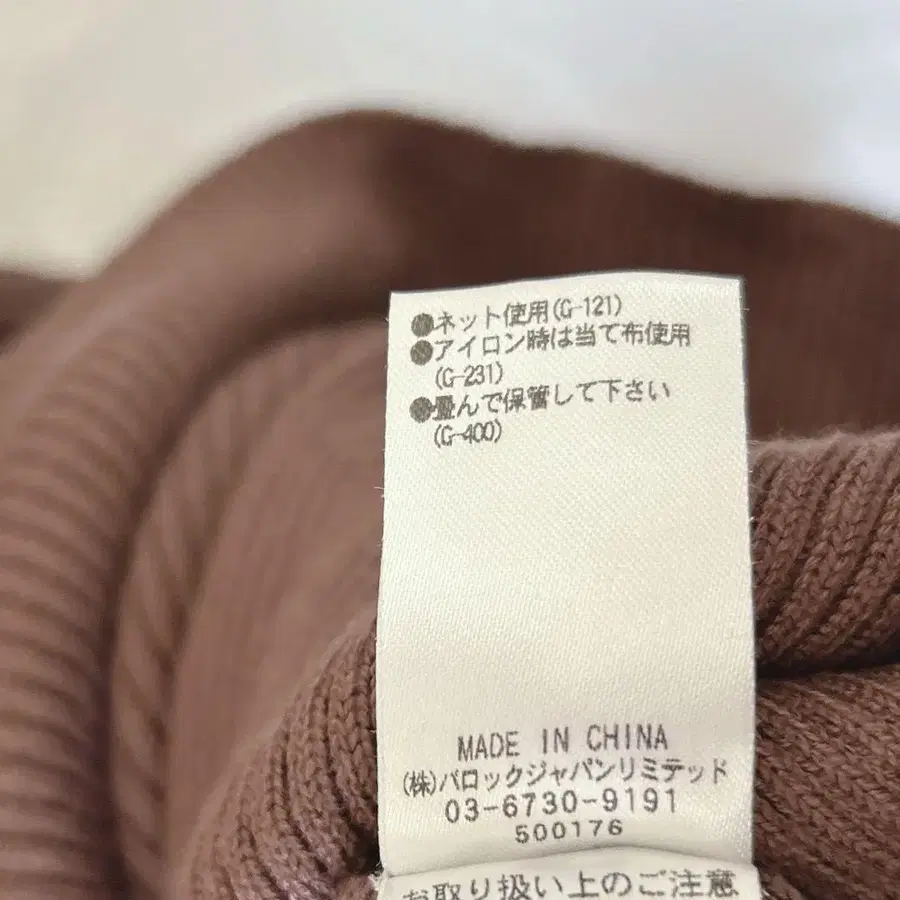 ●ネット使用(G-121)
●アイロン時は当て布使用
(G-231)
●畳んで保管して下さい
(G-400)
MADE IN CHINA
(株)バロックジャパンリミテッド
03-6730-9191
500176
お取り扱い上のご注意